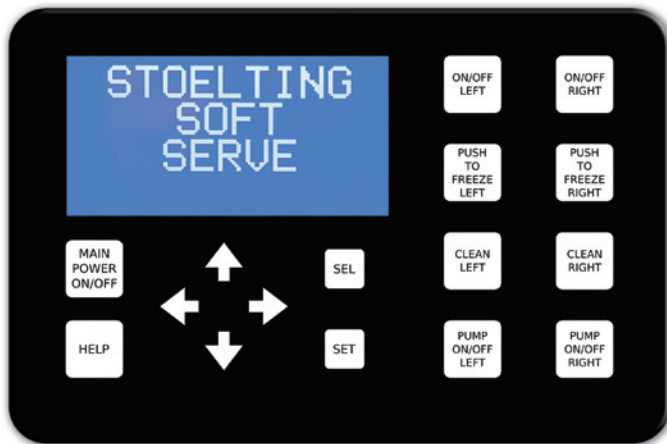 STOELTING
SOFT
SERVE
MAIN
POWER
ON/OFF
HELP
SEL
SET
ON/OFF
LEFT
ON/OFF
RIGHT
PUSH
TO
FREEZE
LEFT
PUSH
TO
FREEZE
RIGHT
CLEAN
LEFT
CLEAN
RIGHT
PUMP
ON/OFF
LEFT
PUMP
ON/OFF
RIGHT